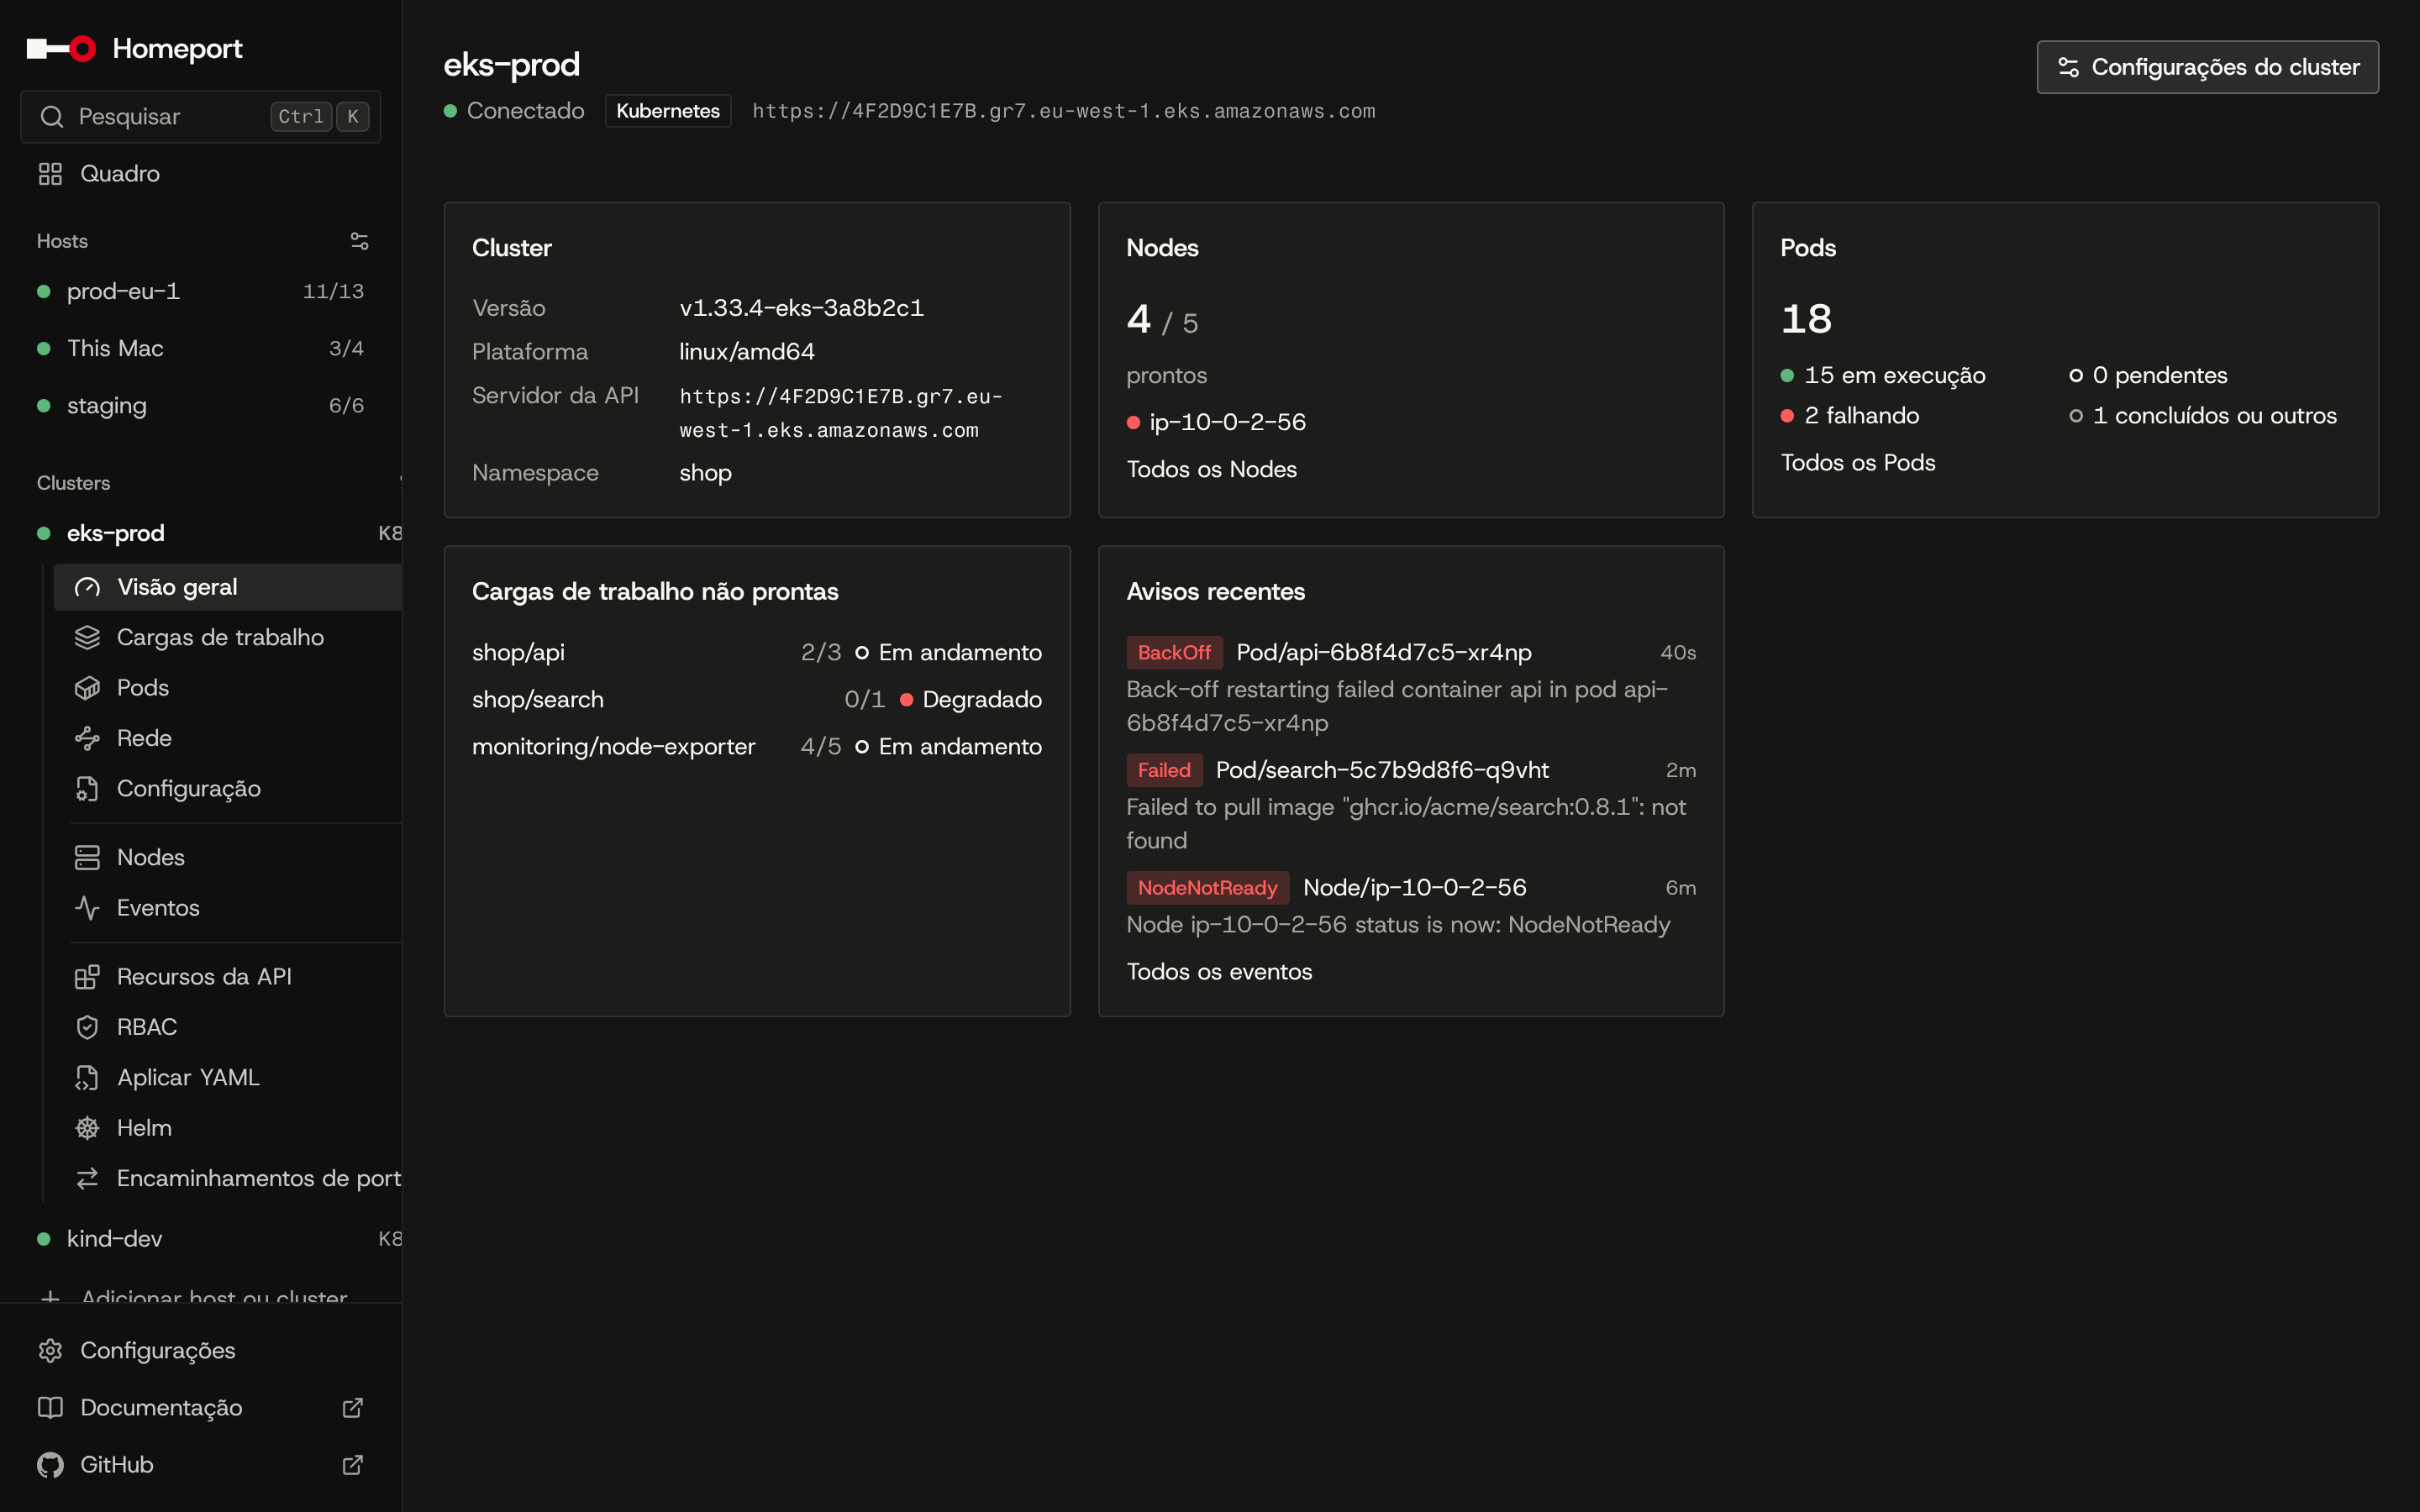 Homeport
Pesquisar Ctrl K
Quadro
Hosts
prod-eu-1 11/13
This Mac 3/4
staging 6/6
Clusters
eks-prod K8
Visão geral
Cargas de trabalho
Pods
Rede
Configuração
Nodes
Eventos
Recursos da API
RBAC
Aplicar YAML
Helm
Encaminhamentos de port
kind-dev K8
Adicionar host ou cluster
Configurações
Documentação
GitHub
eks-prod
Conectado Kubernetes https://4F2D9C1E7B.gr7.eu-west-1.eks.amazonaws.com
Configurações do cluster
Cluster
Versão v1.33.4-eks-3a8b2c1
Plataforma linux/amd64
Servidor da API https://4F2D9C1E7B.gr7.eu-
west-1.eks.amazonaws.com
Namespace shop
Nodes
4 / 5
prontos
ip-10-0-2-56
Todos os Nodes
Pods
18
15 em execução 0 pendentes
2 falhando 1 concluídos ou outros
Todos os Pods
Cargas de trabalho não prontas
shop/api 2/3 Em andamento
shop/search 0/1 Degradado
monitoring/node-exporter 4/5 Em andamento
Avisos recentes
BackOff Pod/api-6b8f4d7c5-xr4np 40s
Back-off restarting failed container api in pod api-
6b8f4d7c5-xr4np
Failed Pod/search-5c7b9d8f6-q9vht 2m
Failed to pull image "ghcr.io/acme/search:0.8.1": not
found
NodeNotReady Node/ip-10-0-2-56 6m
Node ip-10-0-2-56 status is now: NodeNotReady
Todos os eventos